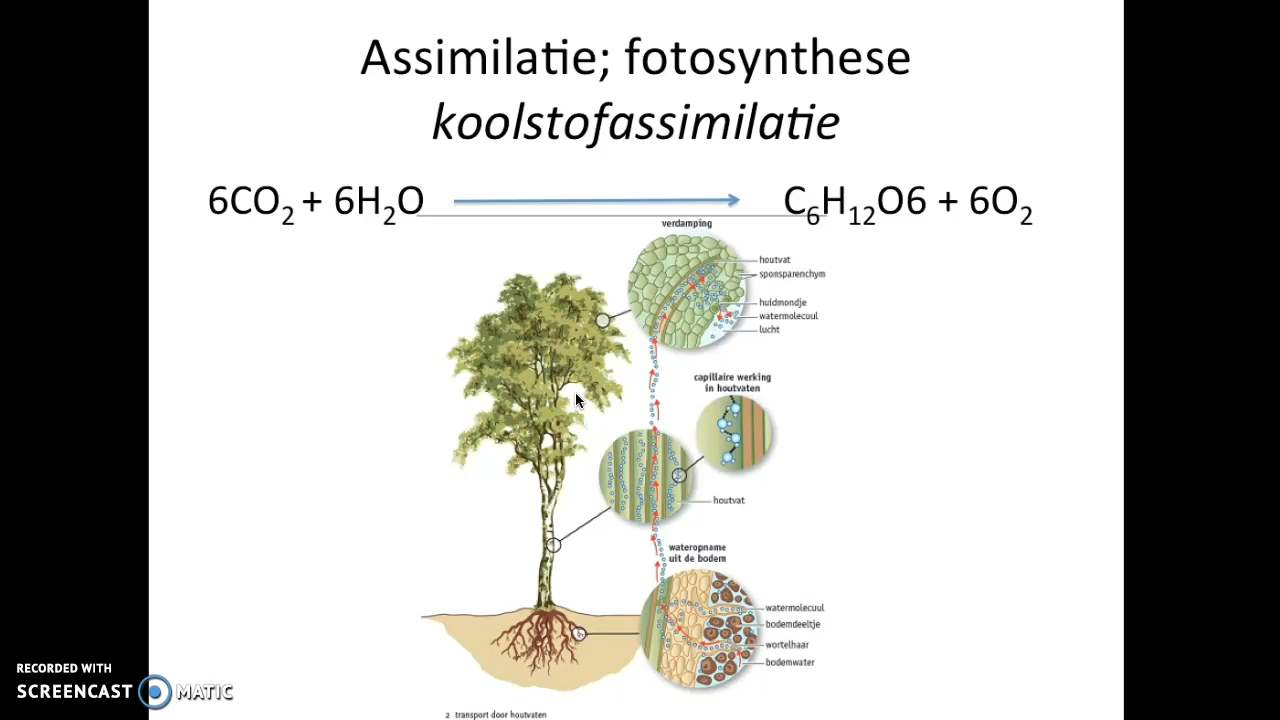 Assimilatie; fotosynthese
koolstofassimilatie
6CO₂ + 6H₂O C₆H₁₂O6 + 6O₂
verdamping
houtvat
sponsparenchym
huidmondje
watermolecuul
lucht
capillaire werking
in houtvaten
houtvat
wateropname
uit de bodem
watermolecuul
bodemdeeltje
wortelhaar
bodemwater
2 transport door houtvaten
RECORDED WITH
SCREENCAST MATIC